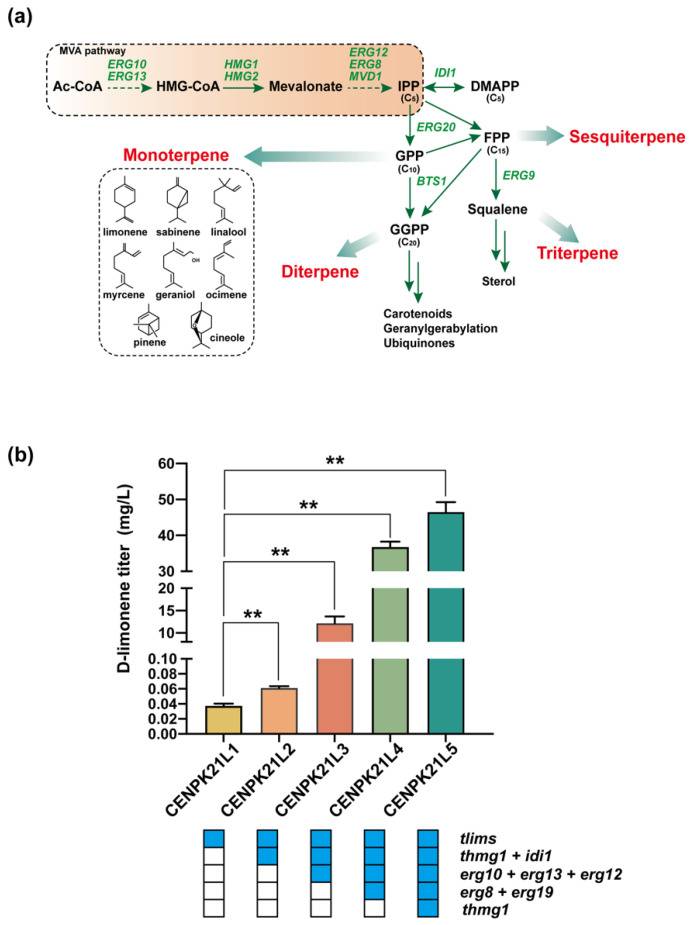 (a)
MVA pathway
ERG10
ERG13
HMG1
HMG2
ERG12
ERG8
MVD1
IDI1
Ac-CoA
HMG-CoA
Mevalonate
IPP
(C5)
DMAPP
(C5)
ERG20
Monoterpene
GPP
(C10)
FPP
(C15)
Sesquiterpene
BTS1
ERG9
limonene
sabinene
linalool
Squalene
GGPP
(C20)
Diterpene
Triterpene
OH
myrcene
geraniol
ocimene
Sterol
Carotenoids
Geranylgerabylation
Ubiquinones
pinene
cineole
(b)
D-limonene titer (mg/L)
60
50
40
30
20
15
10
0.10
0.08
0.06
0.04
0.02
0.00
**
**
**
**
CENPK21L1
CENPK21L2
CENPK21L3
CENPK21L4
CENPK21L5
tlims
thmg1 + idi1
erg10 + erg13 + erg12
erg8 + erg19
thmg1